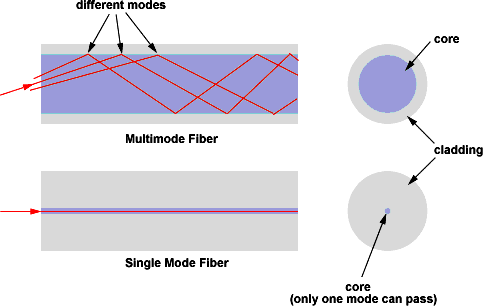 different modes
core
Multimode Fiber
cladding
Single Mode Fiber
core
(only one mode can pass)